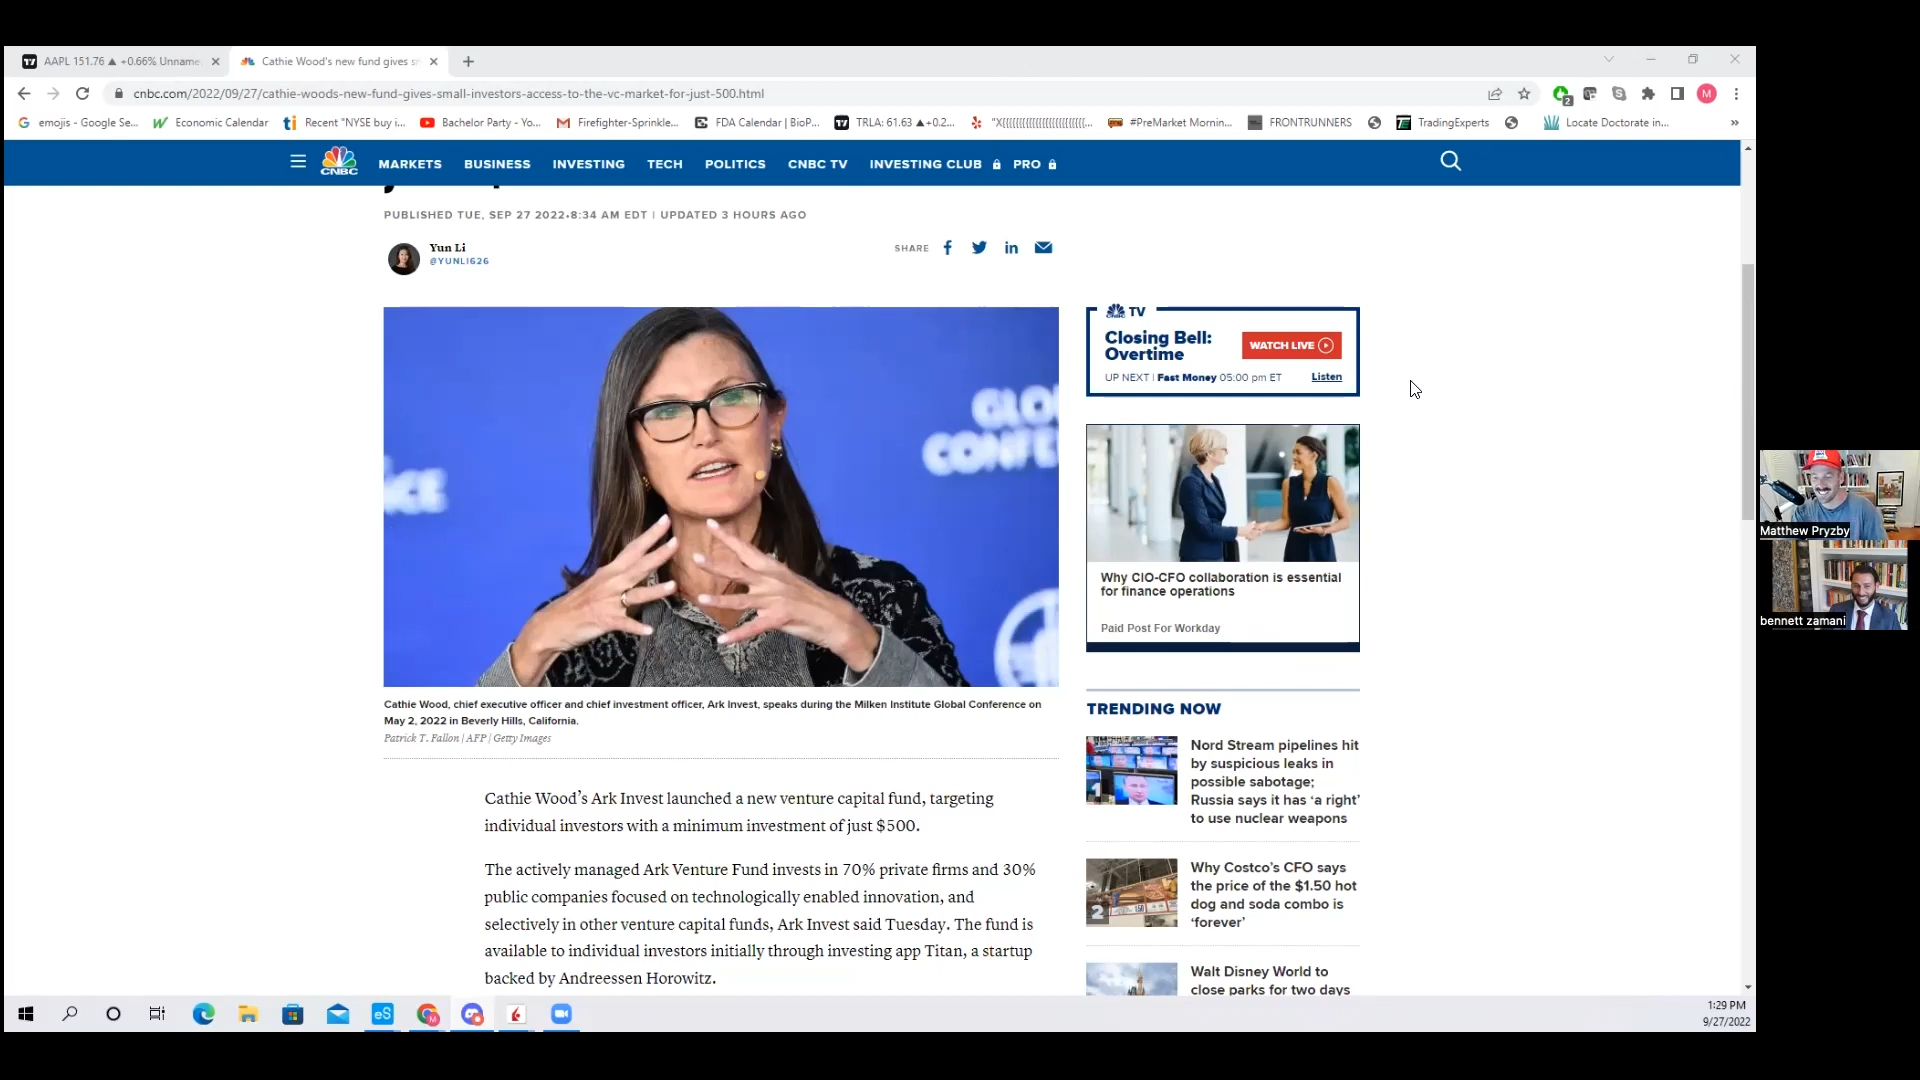 AAPL 151.76 ▲ +0.66% Unname
Cathie Wood's new fund gives s
cnbc.com/2022/09/27/cathie-woods-new-fund-gives-small-investors-access-to-the-vc-market-for-just-500.html
2
M
emojis - Google Se...
Economic Calendar
Recent "NYSE buy i...
Bachelor Party - Yo...
Firefighter-Sprinkle...
FDA Calendar | BioP...
TRLA: 61.63 ▲+0.2...
#PreMarket Mornin...
FRONTRUNNERS
TradingExperts
Locate Doctorate in...
CNBC
MARKETS
BUSINESS
INVESTING
TECH
POLITICS
CNBC TV
INVESTING CLUB
PRO
PUBLISHED TUE, SEP 27 2022•8:34 AM EDT | UPDATED 3 HOURS AGO
Yun Li
@YUNLI626
SHARE
GLO
CONFE
NCE
TV
Closing Bell:
Overtime
WATCH LIVE
UP NEXT | Fast Money 05:00 pm ET
Listen
Why CIO-CFO collaboration is essential
for finance operations
Paid Post For Workday
Cathie Wood, chief executive officer and chief investment officer, Ark Invest, speaks during the Milken Institute Global Conference on
May 2, 2022 in Beverly Hills, California.
Patrick T. Fallon | AFP | Getty Images
Cathie Wood's Ark Invest launched a new venture capital fund, targeting
individual investors with a minimum investment of just $500.
The actively managed Ark Venture Fund invests in 70% private firms and 30%
public companies focused on technologically enabled innovation, and
selectively in other venture capital funds, Ark Invest said Tuesday. The fund is
available to individual investors initially through investing app Titan, a startup
backed by Andreessen Horowitz.
TRENDING NOW
1
Nord Stream pipelines hit
by suspicious leaks in
possible sabotage;
Russia says it has 'a right'
to use nuclear weapons
2
Why Costco's CFO says
the price of the $1.50 hot
dog and soda combo is
'forever'
Walt Disney World to
close parks for two days
Matthew Pryzby
bennett zamani
eS
1:29 PM
9/27/2022